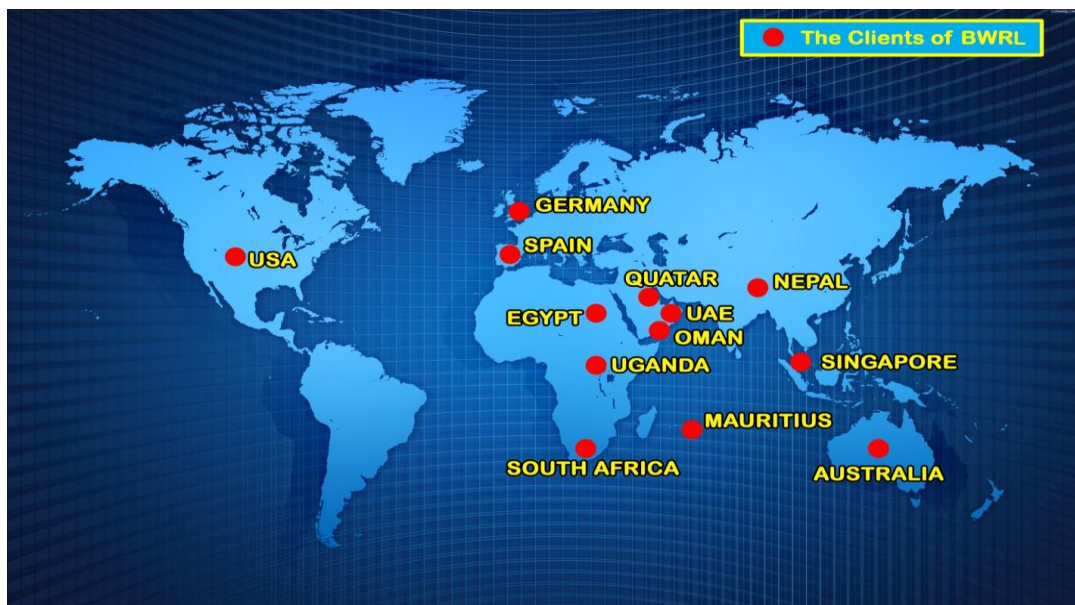 The Clients of BWRL
GERMANY
SPAIN
USA
QUATAR
NEPAL
EGYPT
UAE
OMAN
UGANDA
SINGAPORE
MAURITIUS
SOUTH AFRICA
AUSTRALIA